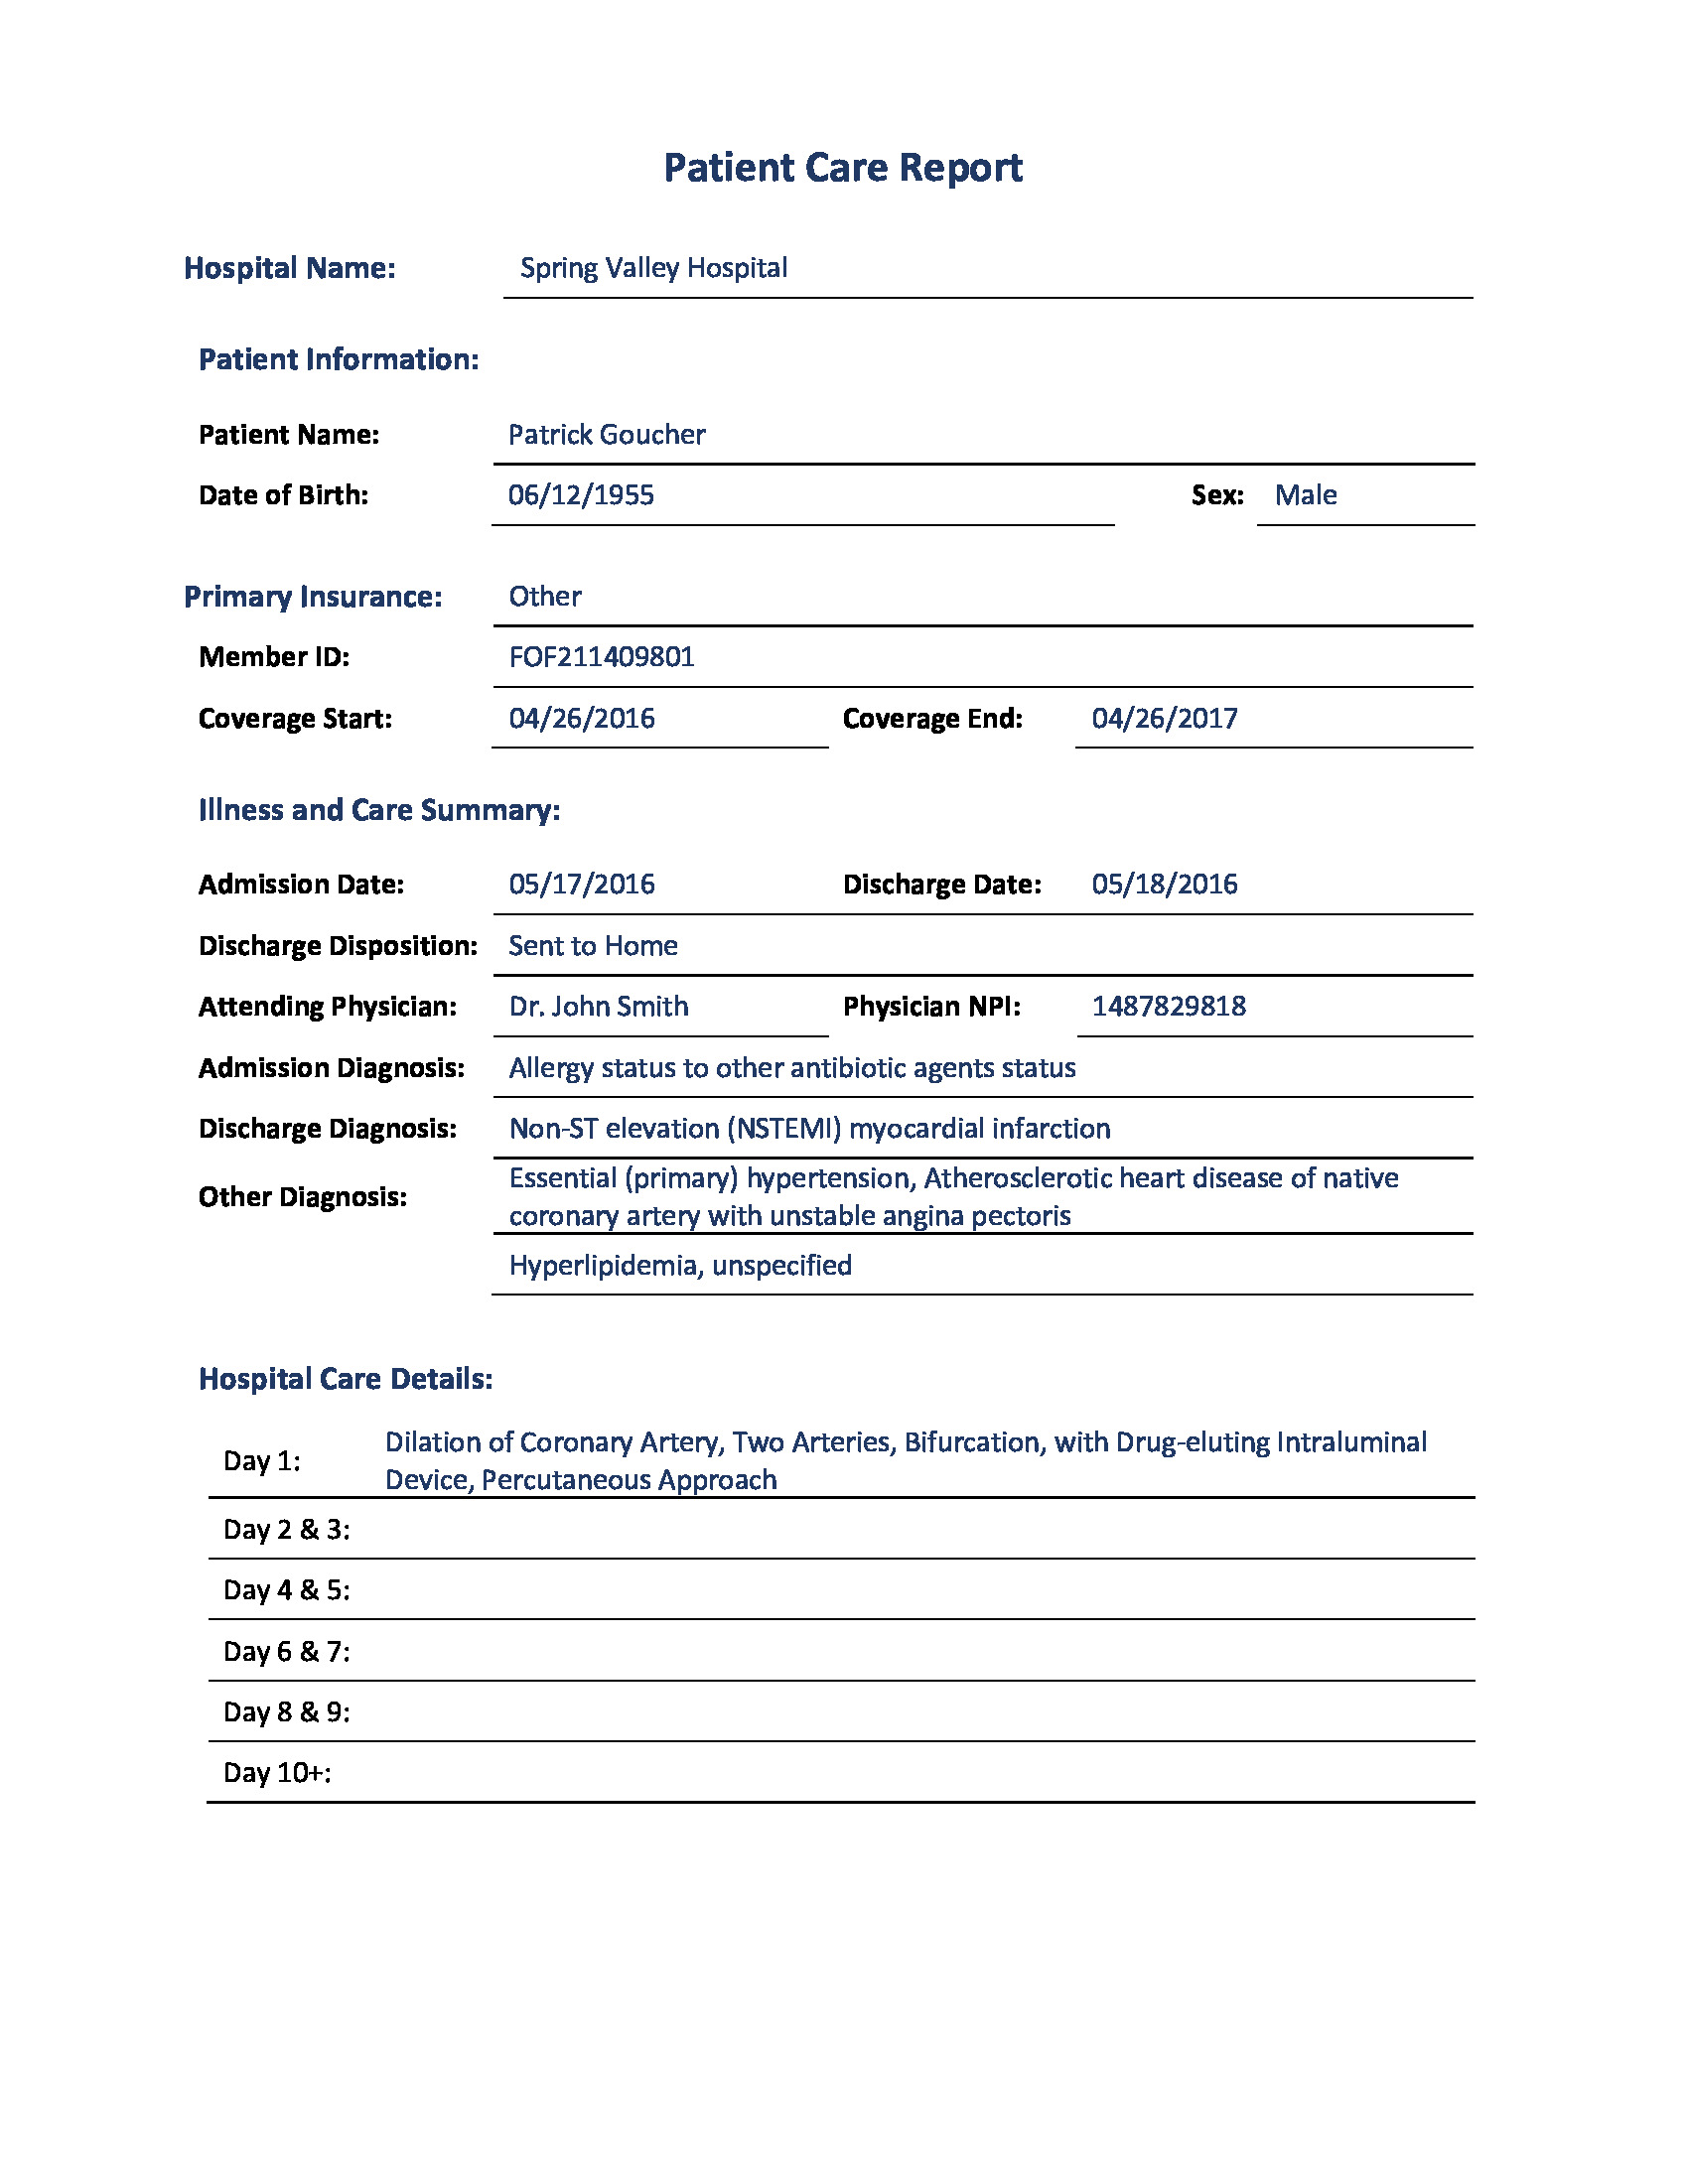 Patient Care Report
Hospital Name: Spring Valley Hospital
Patient Information:
Patient Name: Patrick Goucher
Date of Birth: 06/12/1955 Sex: Male
Primary Insurance: Other
Member ID: FOF211409801
Coverage Start: 04/26/2016 Coverage End: 04/26/2017
Illness and Care Summary:
Admission Date: 05/17/2016 Discharge Date: 05/18/2016
Discharge Disposition: Sent to Home
Attending Physician: Dr. John Smith Physician NPI: 1487829818
Admission Diagnosis: Allergy status to other antibiotic agents status
Discharge Diagnosis: Non-ST elevation (NSTEMI) myocardial infarction
Other Diagnosis: Essential (primary) hypertension, Atherosclerotic heart disease of native
coronary artery with unstable angina pectoris
Hyperlipidemia, unspecified
Hospital Care Details:
Day 1: Dilation of Coronary Artery, Two Arteries, Bifurcation, with Drug-eluting Intraluminal
Device, Percutaneous Approach
Day 2 & 3:
Day 4 & 5:
Day 6 & 7:
Day 8 & 9:
Day 10+: